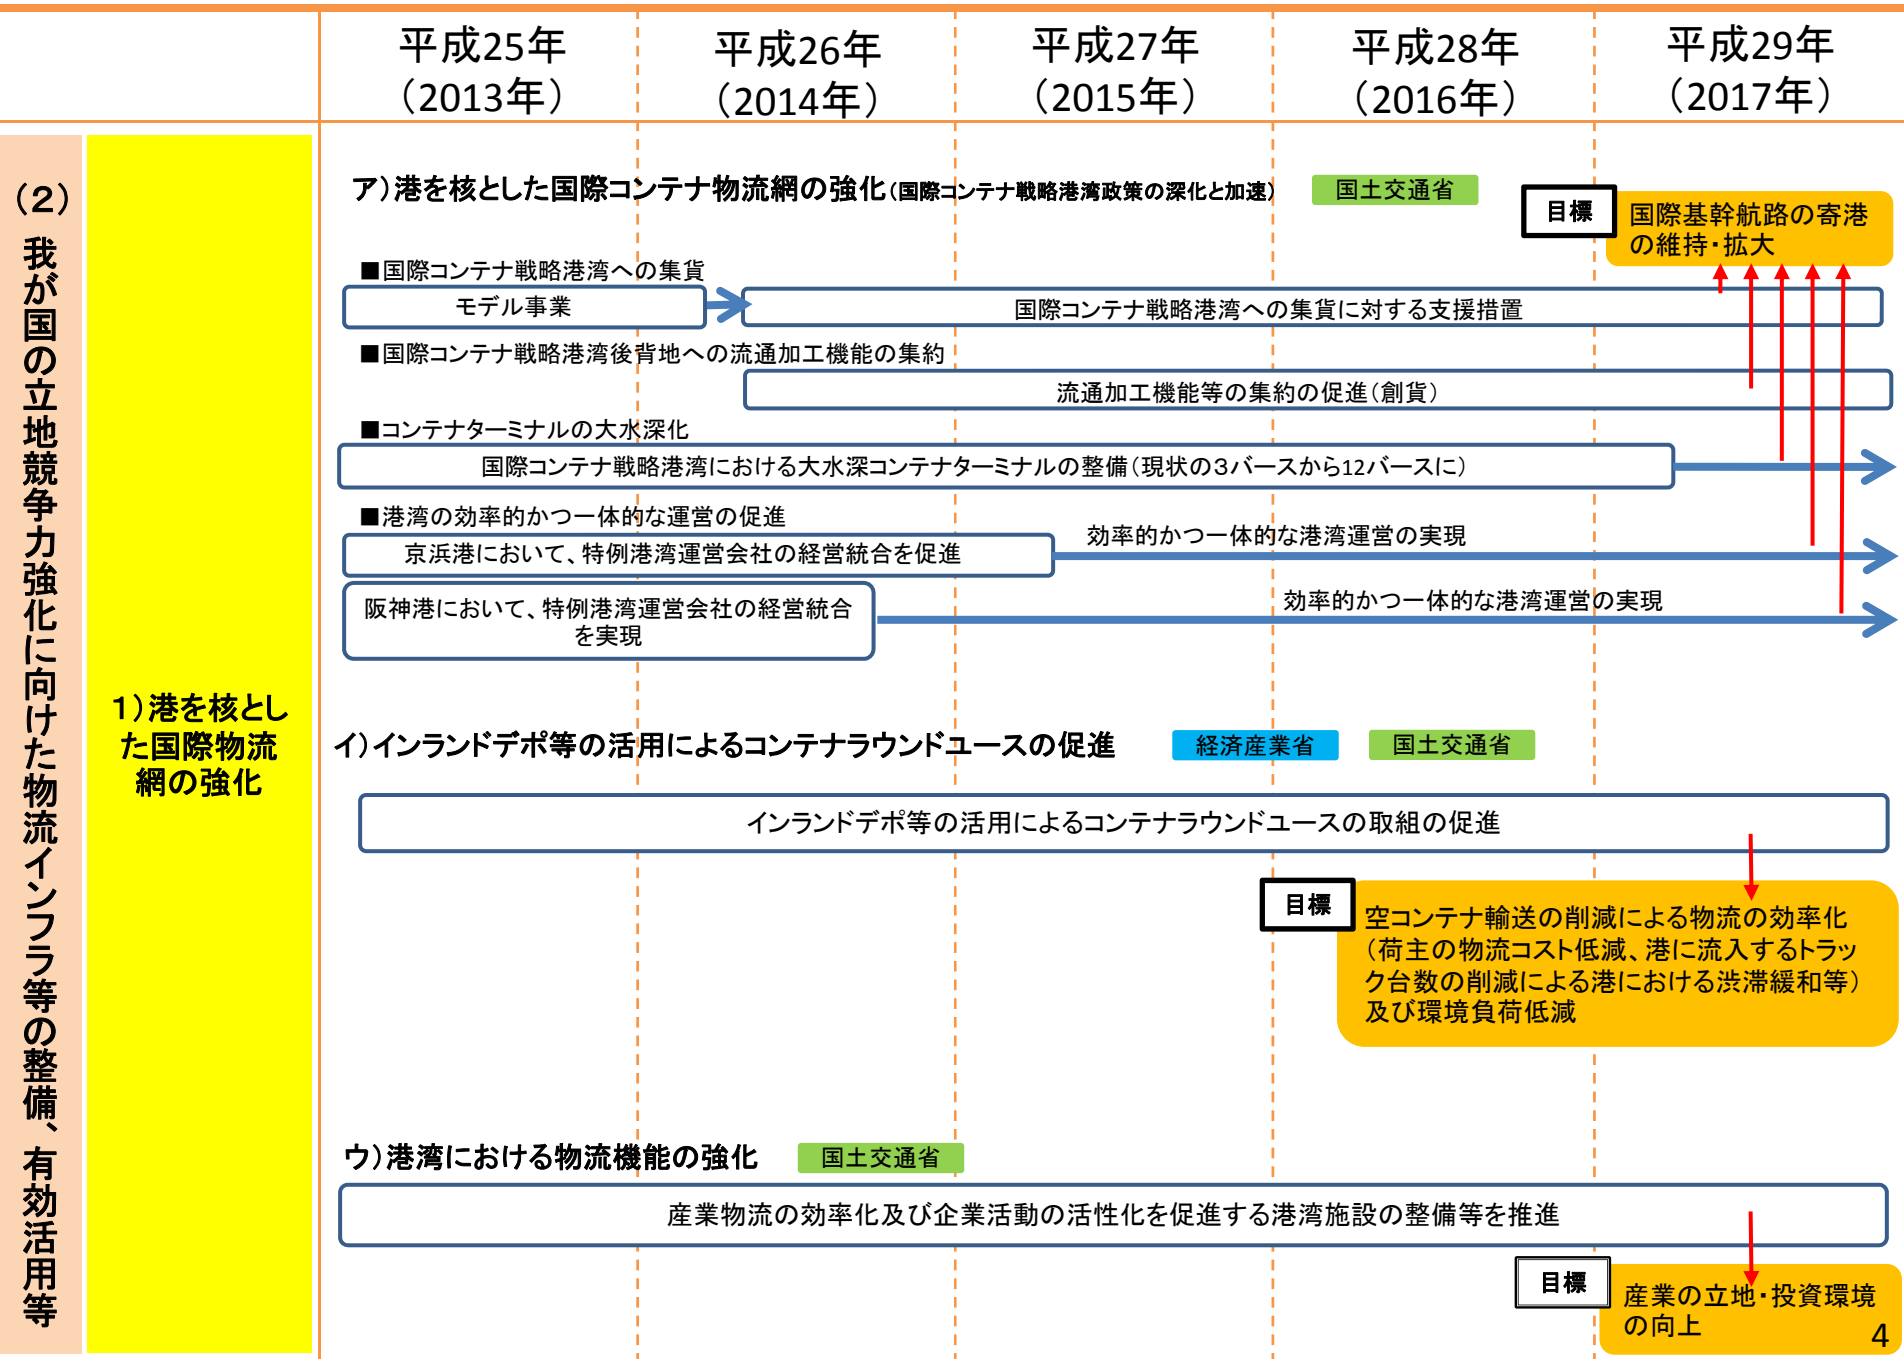 平成25年
（2013年）
平成26年
（2014年）
平成27年
（2015年）
平成28年
（2016年）
平成29年
（2017年）
（２）我が国の立地競争力強化に向けた物流インフラ等の整備、有効活用等
１）港を核とし
た国際物流
網の強化
ア）港を核とした国際コンテナ物流網の強化（国際コンテナ戦略港湾政策の深化と加速）
国土交通省
目標
国際基幹航路の寄港
の維持・拡大
■国際コンテナ戦略港湾への集貨
モデル事業
国際コンテナ戦略港湾への集貨に対する支援措置
■国際コンテナ戦略港湾後背地への流通加工機能の集約
流通加工機能等の集約の促進（創貨）
■コンテナターミナルの大水深化
国際コンテナ戦略港湾における大水深コンテナターミナルの整備（現状の３バースから12バースに）
■港湾の効率的かつ一体的な運営の促進
京浜港において、特例港湾運営会社の経営統合を促進
効率的かつ一体的な港湾運営の実現
阪神港において、特例港湾運営会社の経営統合
を実現
効率的かつ一体的な港湾運営の実現
イ）インランドデポ等の活用によるコンテナラウンドユースの促進
経済産業省
国土交通省
インランドデポ等の活用によるコンテナラウンドユースの取組の促進
目標
空コンテナ輸送の削減による物流の効率化
（荷主の物流コスト低減、港に流入するトラッ
ク台数の削減による港における渋滞緩和等）
及び環境負荷低減
ウ）港湾における物流機能の強化
国土交通省
産業物流の効率化及び企業活動の活性化を促進する港湾施設の整備等を推進
目標
産業の立地・投資環境
の向上
4